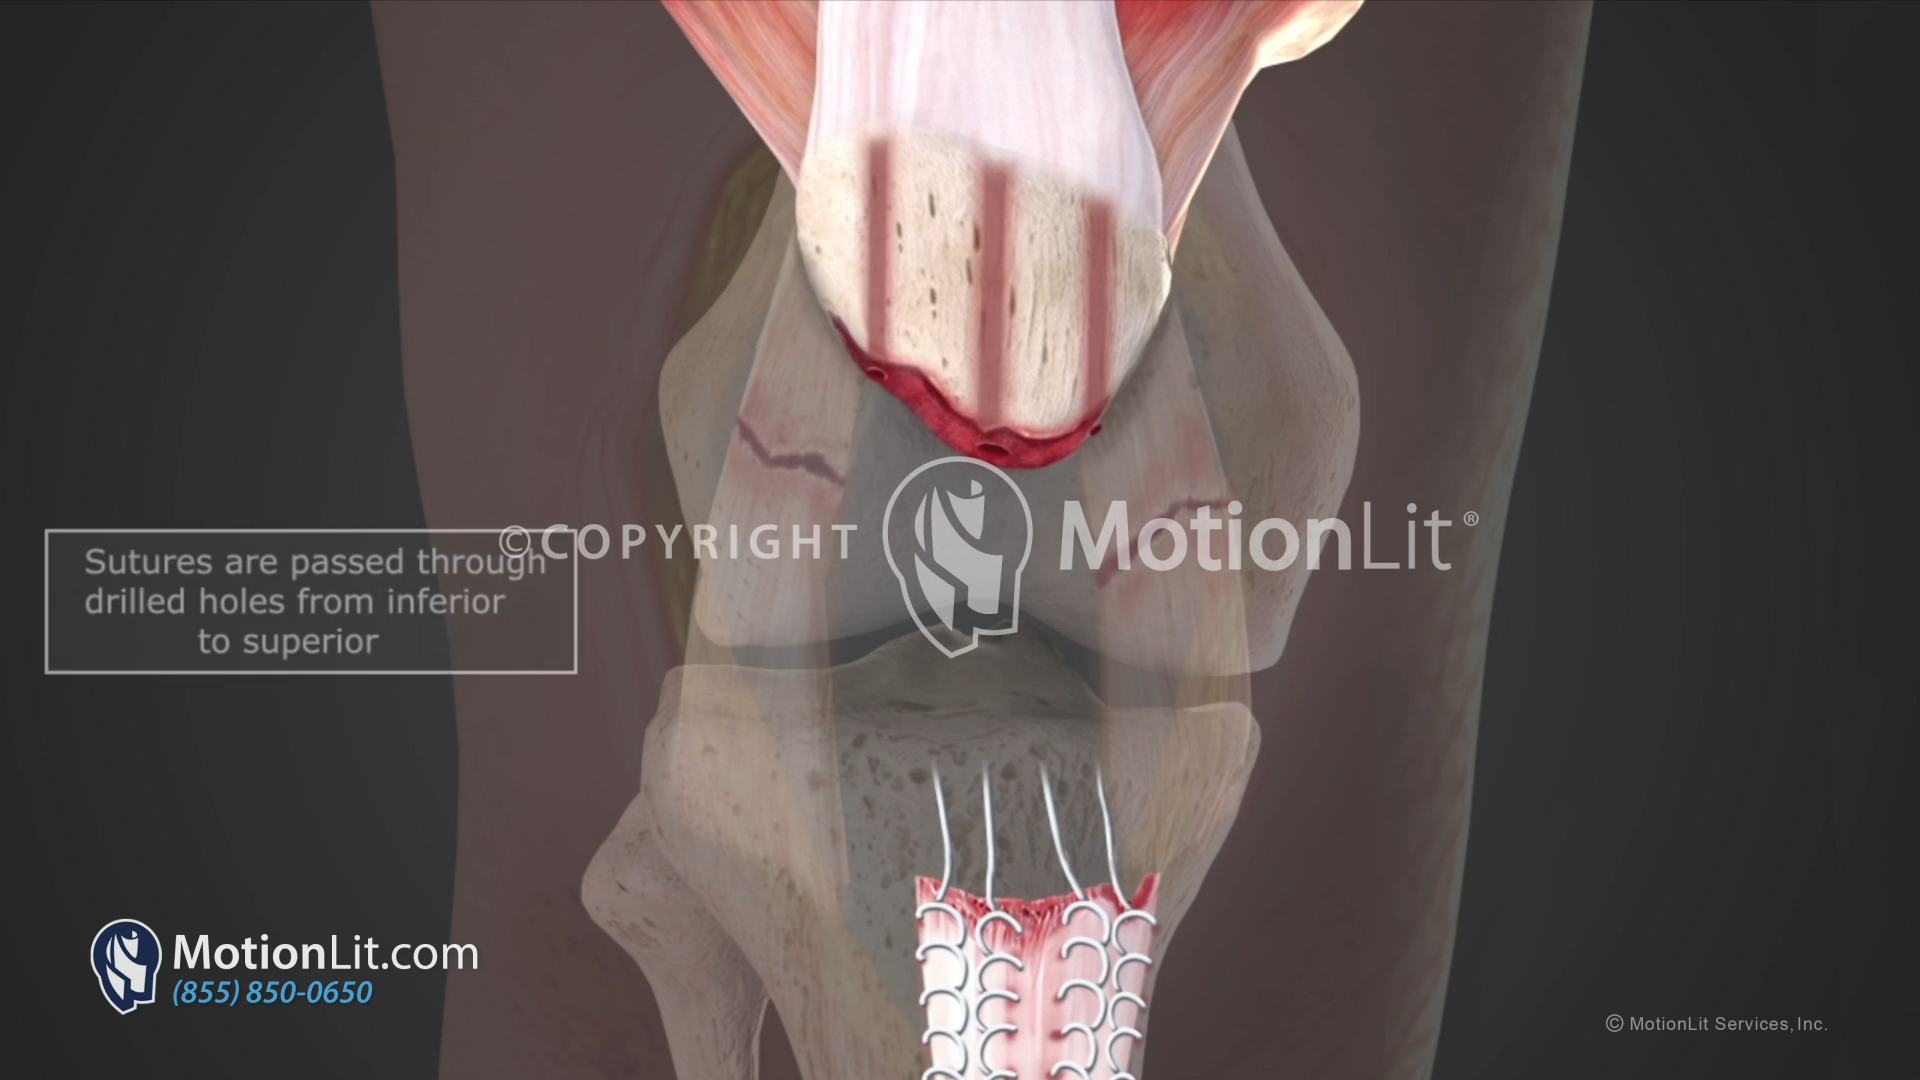 Sutures are passed through
drilled holes from inferior
to superior
©COPYRIGHT MotionLit®
MotionLit.com
(855) 850-0650
© MotionLit Services, Inc.